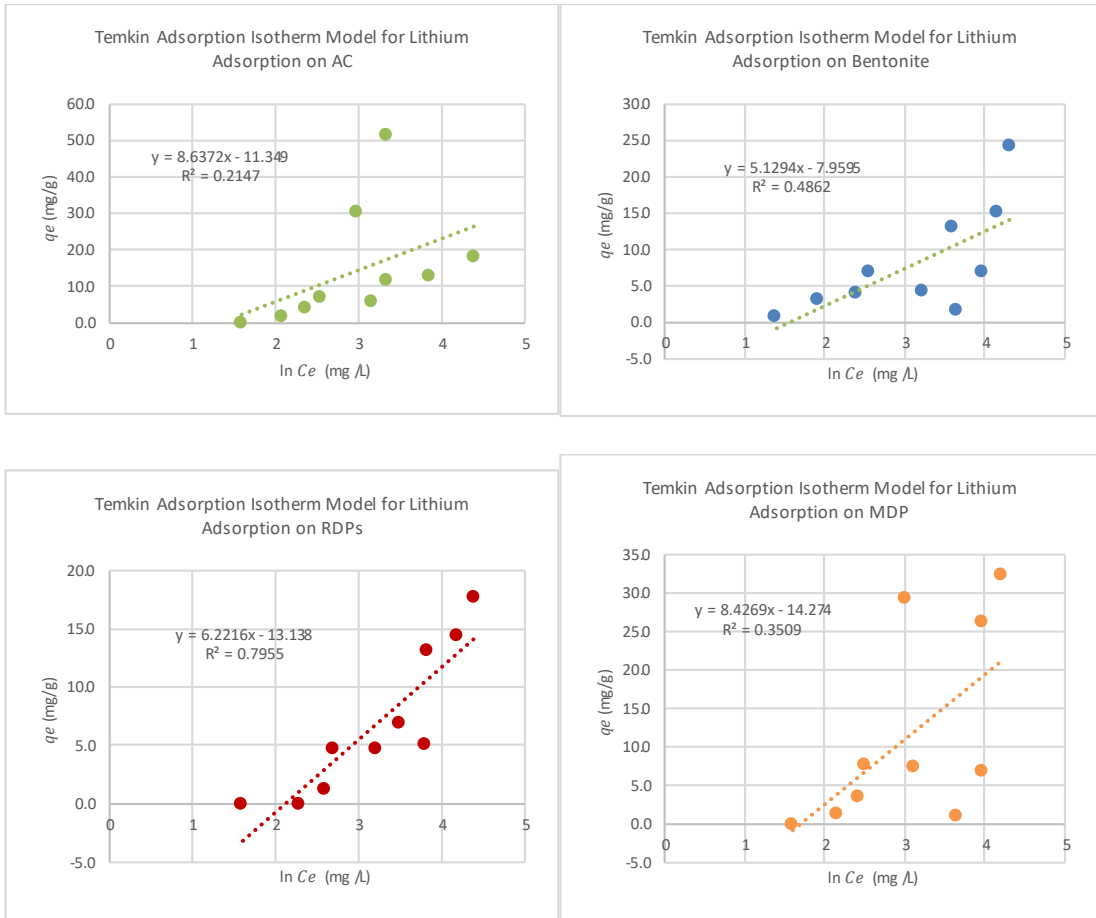 Temkin Adsorption Isotherm Model for Lithium
Adsorption on AC
60.0
50.0
40.0
30.0
20.0
10.0
0.0
qe (mg/g)
y = 8.6372x - 11.349
R² = 0.2147
0 1 2 3 4 5
ln Ce (mg /L)
Temkin Adsorption Isotherm Model for Lithium
Adsorption on Bentonite
30.0
25.0
20.0
15.0
10.0
5.0
0.0
-5.0
qe (mg/g)
y = 5.1294x - 7.9595
R² = 0.4862
0 1 2 3 4 5
ln Ce (mg /L)
Temkin Adsorption Isotherm Model for Lithium
Adsorption on RDPs
20.0
15.0
10.0
5.0
0.0
-5.0
qe (mg/g)
y = 6.2216x - 13.138
R² = 0.7955
0 1 2 3 4 5
ln Ce (mg /L)
Temkin Adsorption Isotherm Model for Lithium
Adsorption on MDP
35.0
30.0
25.0
20.0
15.0
10.0
5.0
0.0
-5.0
qe (mg/g)
y = 8.4269x - 14.274
R² = 0.3509
0 1 2 3 4 5
ln Ce (mg /L)